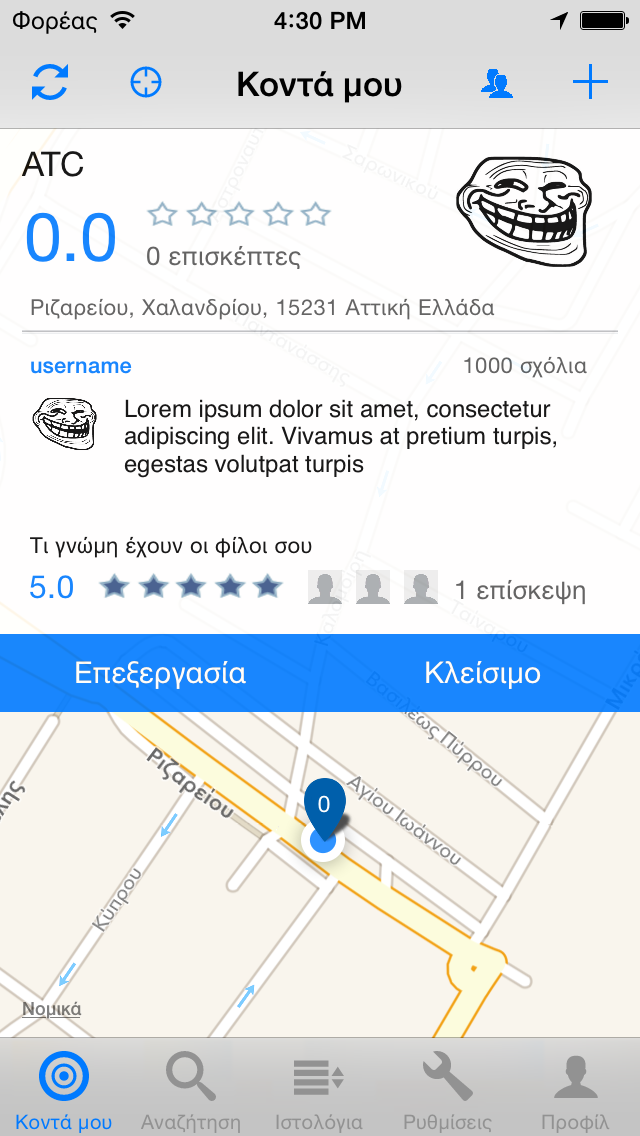 Φορέας 4:30 PM
Κοντά μου
ATC
0.0
0 επισκέπτες
Ριζαρείου, Χαλανδρίου, 15231 Αττική Ελλάδα
username 1000 σχόλια
Lorem ipsum dolor sit amet, consectetur
adipiscing elit. Vivamus at pretium turpis,
egestas volutpat turpis
Τι γνώμη έχουν οι φίλοι σου
5.0 1 επίσκεψη
Επεξεργασία Κλείσιμο
Βασιλέως Πύρρου
Ριζαρείου
Αγίου Ιωάννου
0
Κύπρου
Νομικά
Κοντά μου Αναζήτηση Ιστολόγια Ρυθμίσεις Προφίλ